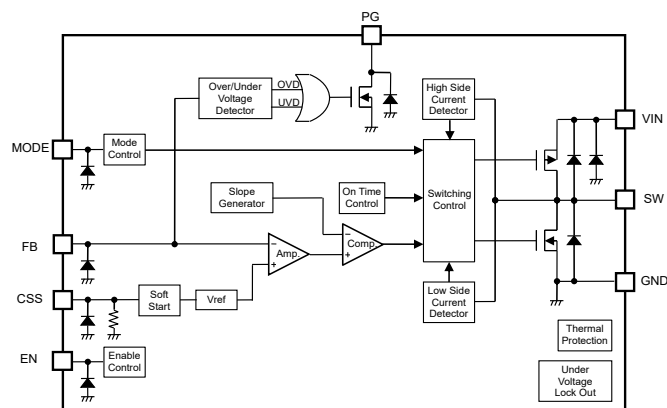 PG
Over/Under
Voltage
Detector
OVD
UVD
High Side
Current
Detector
VIN
MODE
Mode
Control
Slope
Generator
On Time
Control
Switching
Control
SW
FB
−
+
Amp.
−
+
Comp.
CSS
Soft
Start
Vref
Low Side
Current
Detector
GND
EN
Enable
Control
Thermal
Protection
Under
Voltage
Lock Out